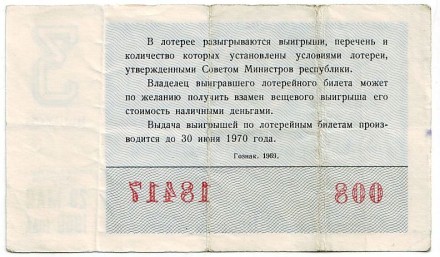 В лотерее разыгрываются выигрыши, перечень и
количество которых установлены условиями лотереи,
утвержденными Советом Министров республики.
Владелец выигравшего лотерейного билета может
по желанию получить взамен вещевого выигрыша его
стоимость наличными деньгами.
Выдача выигрышей по лотерейным билетам произ-
водится до 30 июня 1970 года.
Гознак. 1969.
18417 008